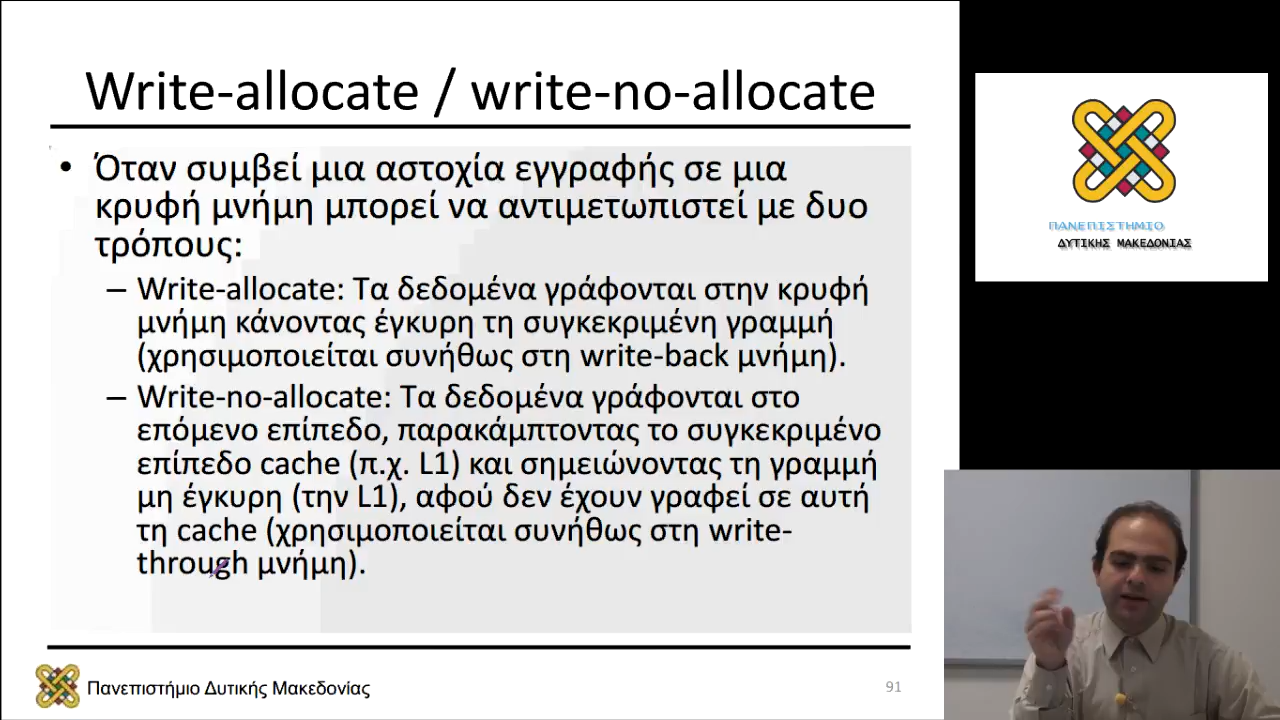 Write-allocate / write-no-allocate
• Όταν συμβεί μια αστοχία εγγραφής σε μια
κρυφή μνήμη μπορεί να αντιμετωπιστεί με δυο
τρόπους:
– Write-allocate: Τα δεδομένα γράφονται στην κρυφή
μνήμη κάνοντας έγκυρη τη συγκεκριμένη γραμμή
(χρησιμοποιείται συνήθως στη write-back μνήμη).
– Write-no-allocate: Τα δεδομένα γράφονται στο
επόμενο επίπεδο, παρακάμπτοντας το συγκεκριμένο
επίπεδο cache (π.χ. L1) και σημειώνοντας τη γραμμή
μη έγκυρη (την L1), αφού δεν έχουν γραφεί σε αυτή
τη cache (χρησιμοποιείται συνήθως στη write-
through μνήμη).
Πανεπιστήμιο Δυτικής Μακεδονίας
91
ΠΑΝΕΠΙΣΤΗΜΙΟ
ΔΥΤΙΚΗΣ ΜΑΚΕΔΟΝΙΑΣ